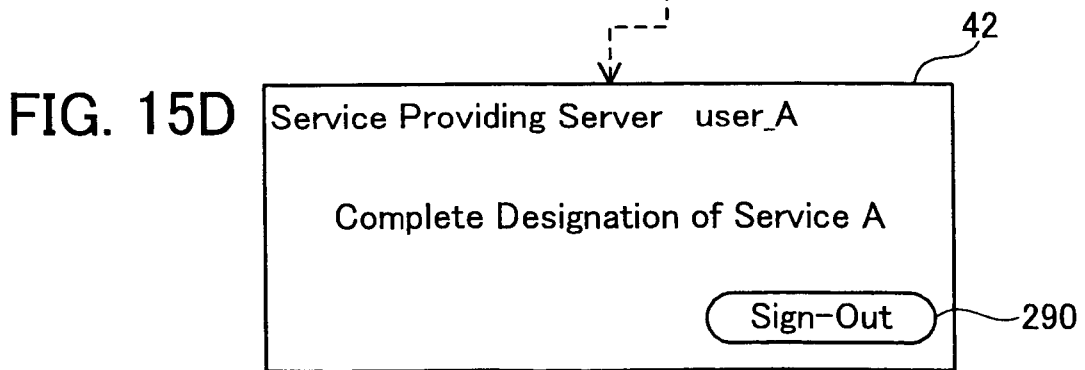 42
FIG. 15D
Service Providing Server user_A
Complete Designation of Service A
Sign-Out
290